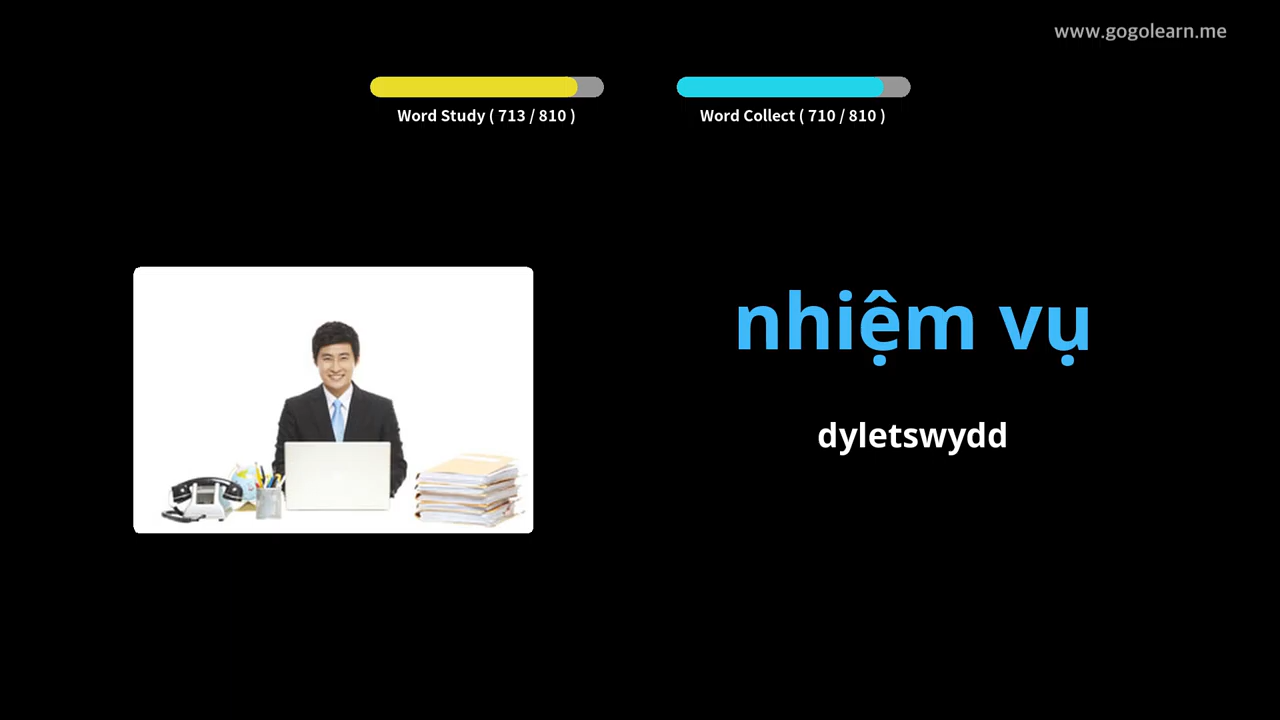 www.gogolearn.me
Word Study ( 713 / 810 )
Word Collect ( 710 / 810 )
nhiệm vụ
dyletswydd